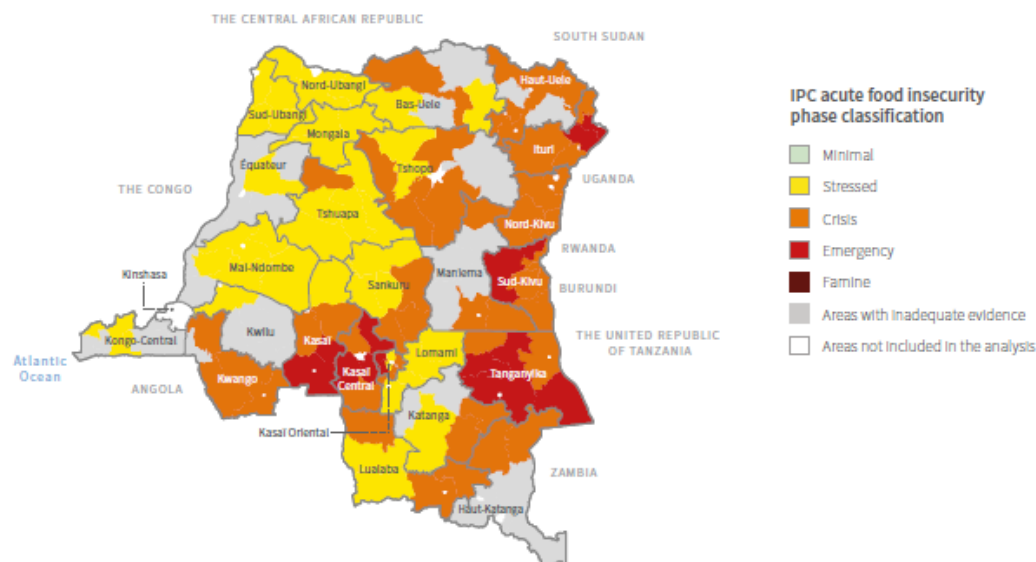 THE CENTRAL AFRICAN REPUBLIC
SOUTH SUDAN
Nord-Ubangi
Haut-Uele
Bas-Uele
Sud-Ubangi
Mongala
Ituri
Équateur
Tshopo
THE CONGO
UGANDA
Tshuapa
Nord-Kivu
RWANDA
Mai-Ndombe
Maniema
Kinshasa
Sankuru
Sud-Kivu
BURUNDI
Kwilu
Kongo-Central
Kasaï
THE UNITED REPUBLIC
OF TANZANIA
Lomami
Atlantic
Ocean
Kwango
Kasaï
Central
Tanganyika
ANGOLA
Katanga
Kasaï Oriental
Lualaba
ZAMBIA
Haut-Katanga
IPC acute food insecurity
phase classification
Minimal
Stressed
Crisis
Emergency
Famine
Areas with inadequate evidence
Areas not included in the analysis